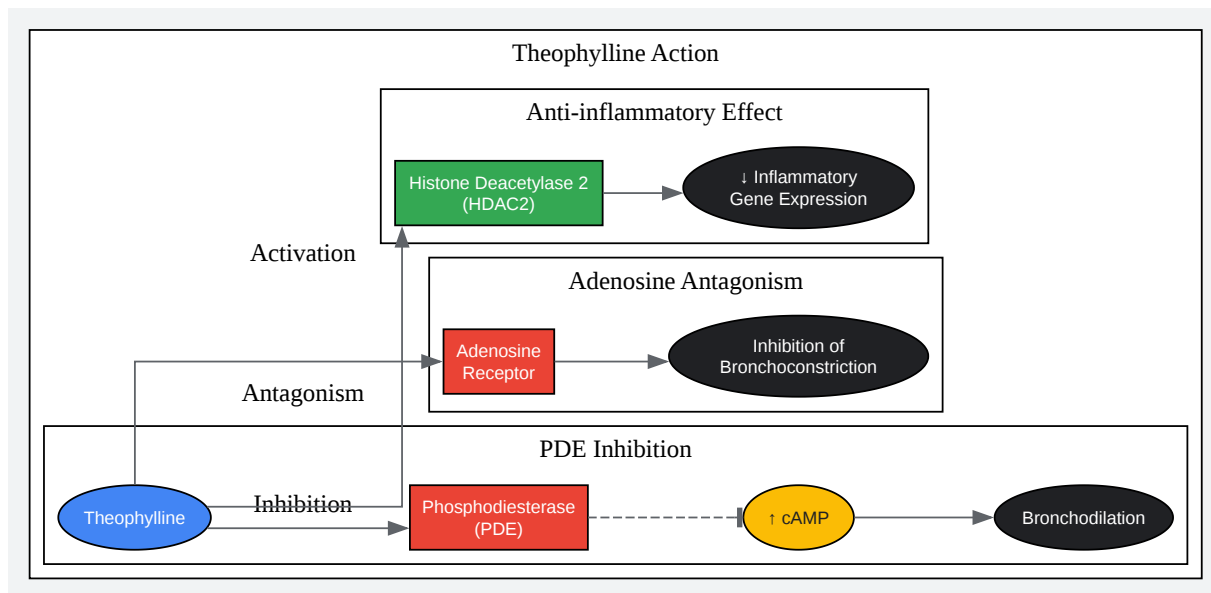 Theophylline Action
Anti-inflammatory Effect
Histone Deacetylase 2
(HDAC2)
↓ Inflammatory
Gene Expression
Activation
Adenosine Antagonism
Adenosine
Receptor
Inhibition of
Bronchoconstriction
Antagonism
PDE Inhibition
Theophylline
Inhibition
Phosphodiesterase
(PDE)
↑ cAMP
Bronchodilation